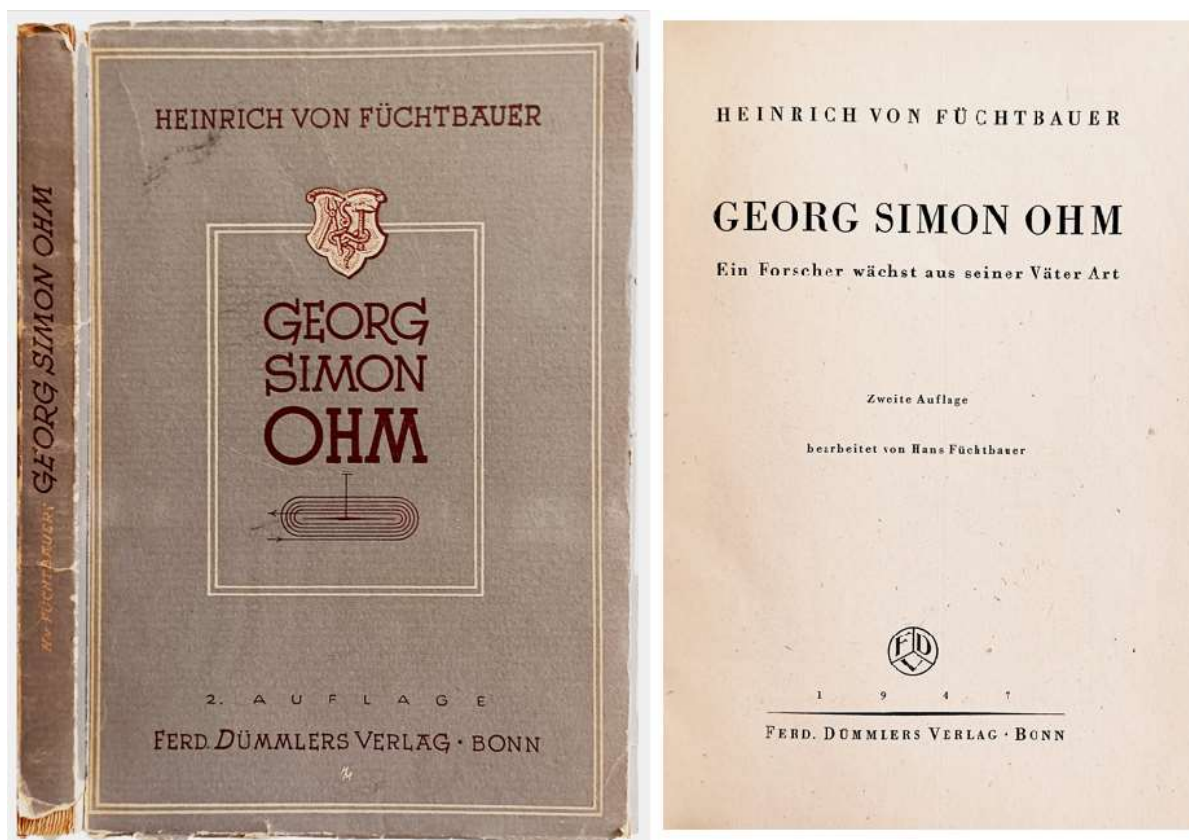 H. v. FÜCHTBAUER: GEORG SIMON OHM
HEINRICH VON FÜCHTBAUER
GEORG
SIMON
OHM
2. AUFLAGE
FERD. DÜMMLERS VERLAG · BONN
HEINRICH VON FÜCHTBAUER
GEORG SIMON OHM
Ein Forscher wächst aus seiner Väter Art
Zweite Auflage
bearbeitet von Hans Füchtbauer
FDV
1947
FERD. DÜMMLERS VERLAG · BONN